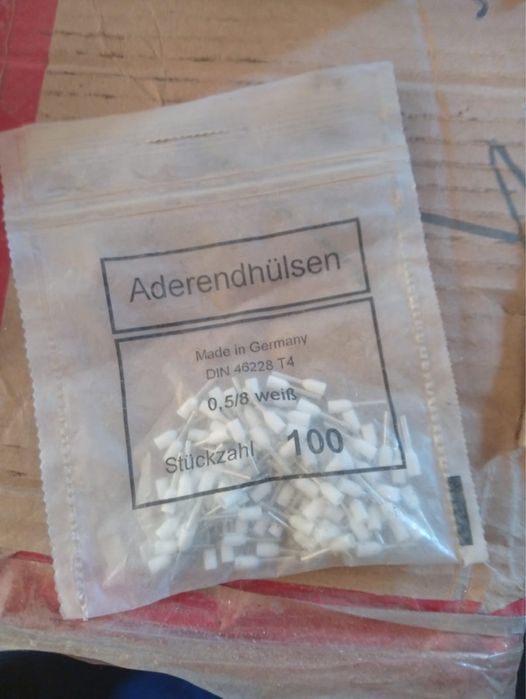 Aderendhülsen
Made in Germany
DIN 46228 T4
0,5/8 weiß
Stückzahl 100